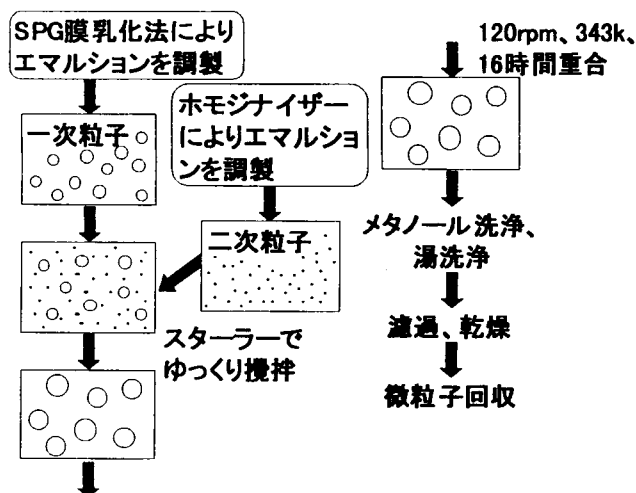 SPG膜乳化法により
エマルションを調製
一次粒子
ホモジナイザー
によりエマルショ
ンを調製
二次粒子
スターラーで
ゆっくり攪拌
120rpm、343k、
16時間重合
メタノール洗浄、
湯洗浄
濾過、乾燥
微粒子回収